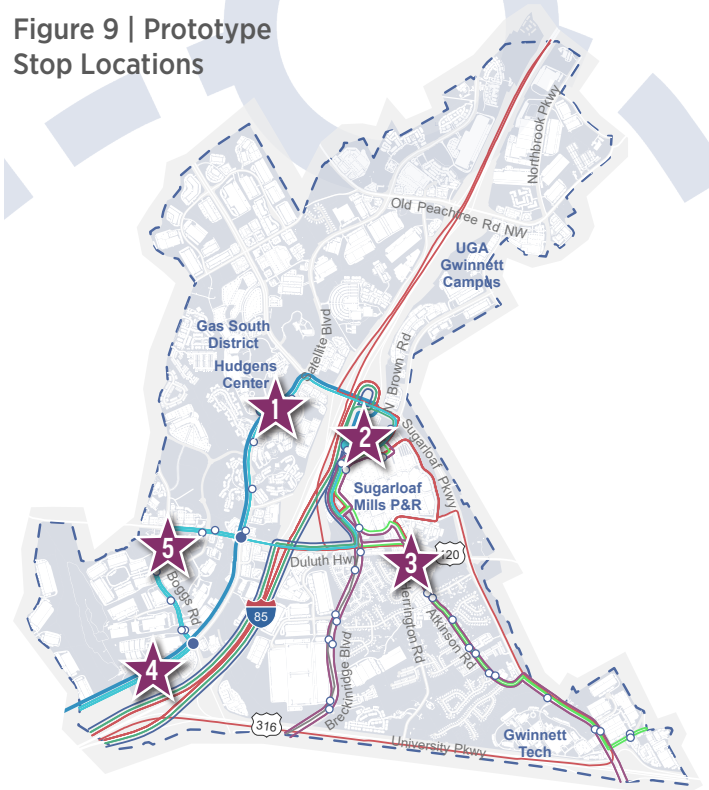 Figure 9 | Prototype
Stop Locations
Northbrook Pkwy
Old Peachtree Rd NW
UGA
Gwinnett
Campus
Gas South
District
Hudgens
Center
atellite Blvd
Brown Rd
1
2
Sugarloaf Pkwy
Sugarloaf
Mills P&R
5
3
120
Duluth Hwy
Boggs Rd
85
Herrington Rd
Atkinson Rd
4
Breckinridge Blvd
316
University Pkwy
Gwinnett
Tech